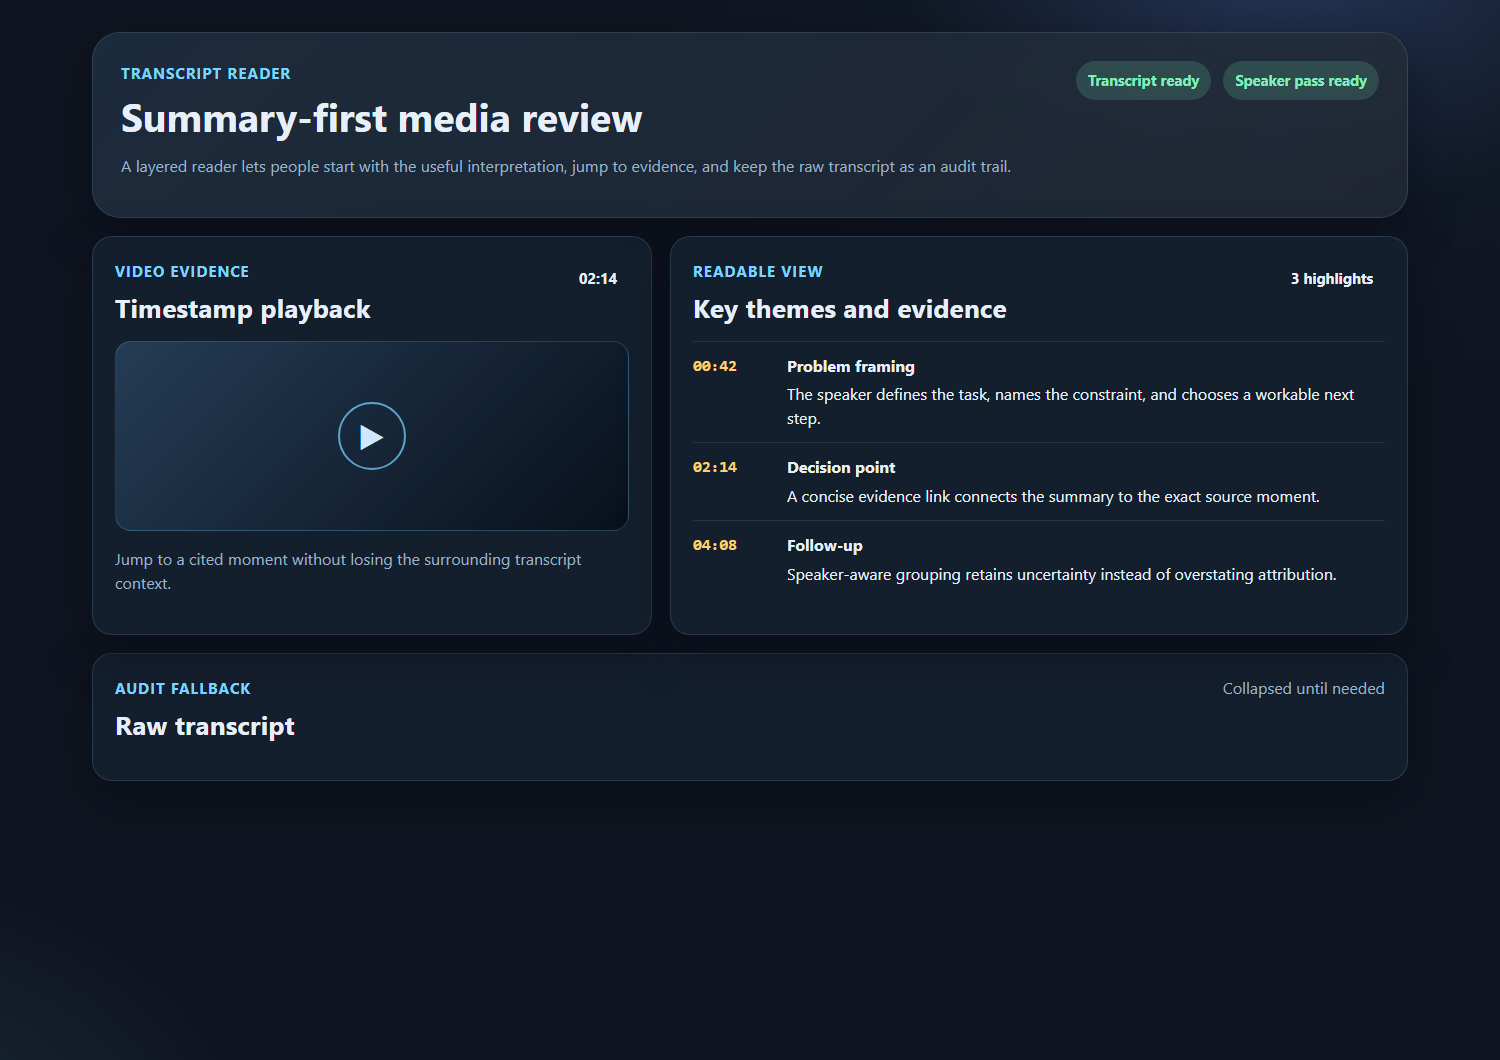 TRANSCRIPT READER
Transcript ready
Speaker pass ready
Summary-first media review
A layered reader lets people start with the useful interpretation, jump to evidence, and keep the raw transcript as an audit trail.
VIDEO EVIDENCE
02:14
Timestamp playback
Jump to a cited moment without losing the surrounding transcript
context.
READABLE VIEW
3 highlights
Key themes and evidence
00:42
Problem framing
The speaker defines the task, names the constraint, and chooses a workable next
step.
02:14
Decision point
A concise evidence link connects the summary to the exact source moment.
04:08
Follow-up
Speaker-aware grouping retains uncertainty instead of overstating attribution.
AUDIT FALLBACK
Collapsed until needed
Raw transcript